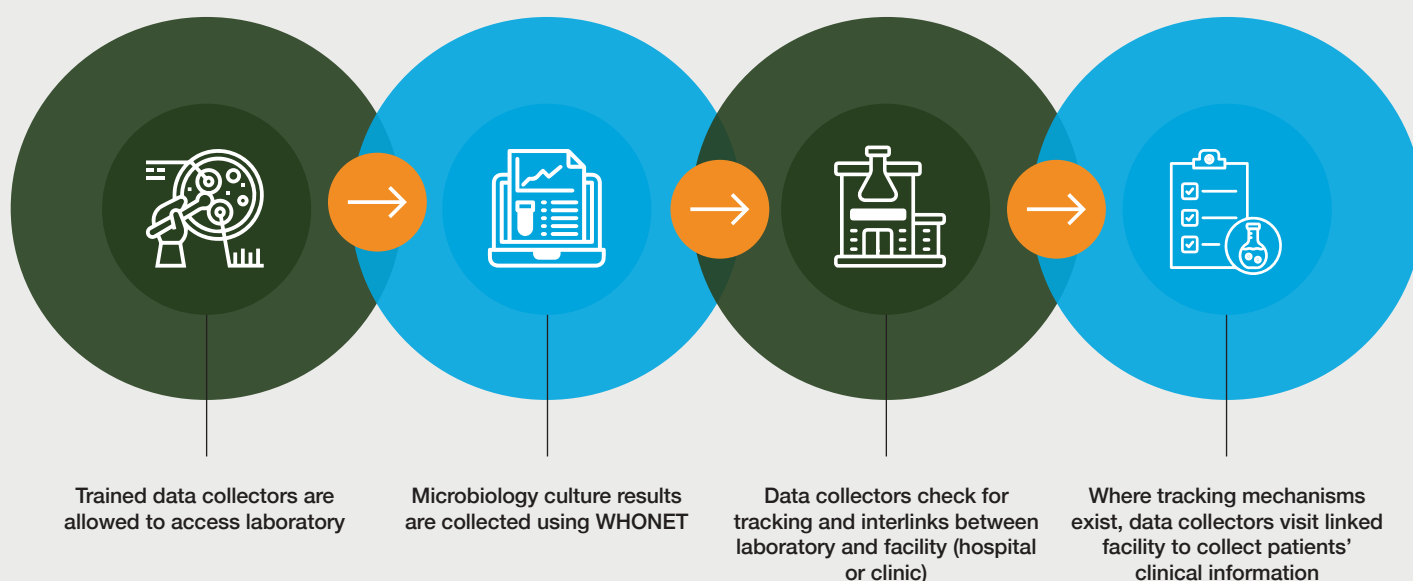 Trained data collectors are
allowed to access laboratory
Microbiology culture results
are collected using WHONET
Data collectors check for
tracking and interlinks between
laboratory and facility (hospital
or clinic)
Where tracking mechanisms
exist, data collectors visit linked
facility to collect patients’
clinical information